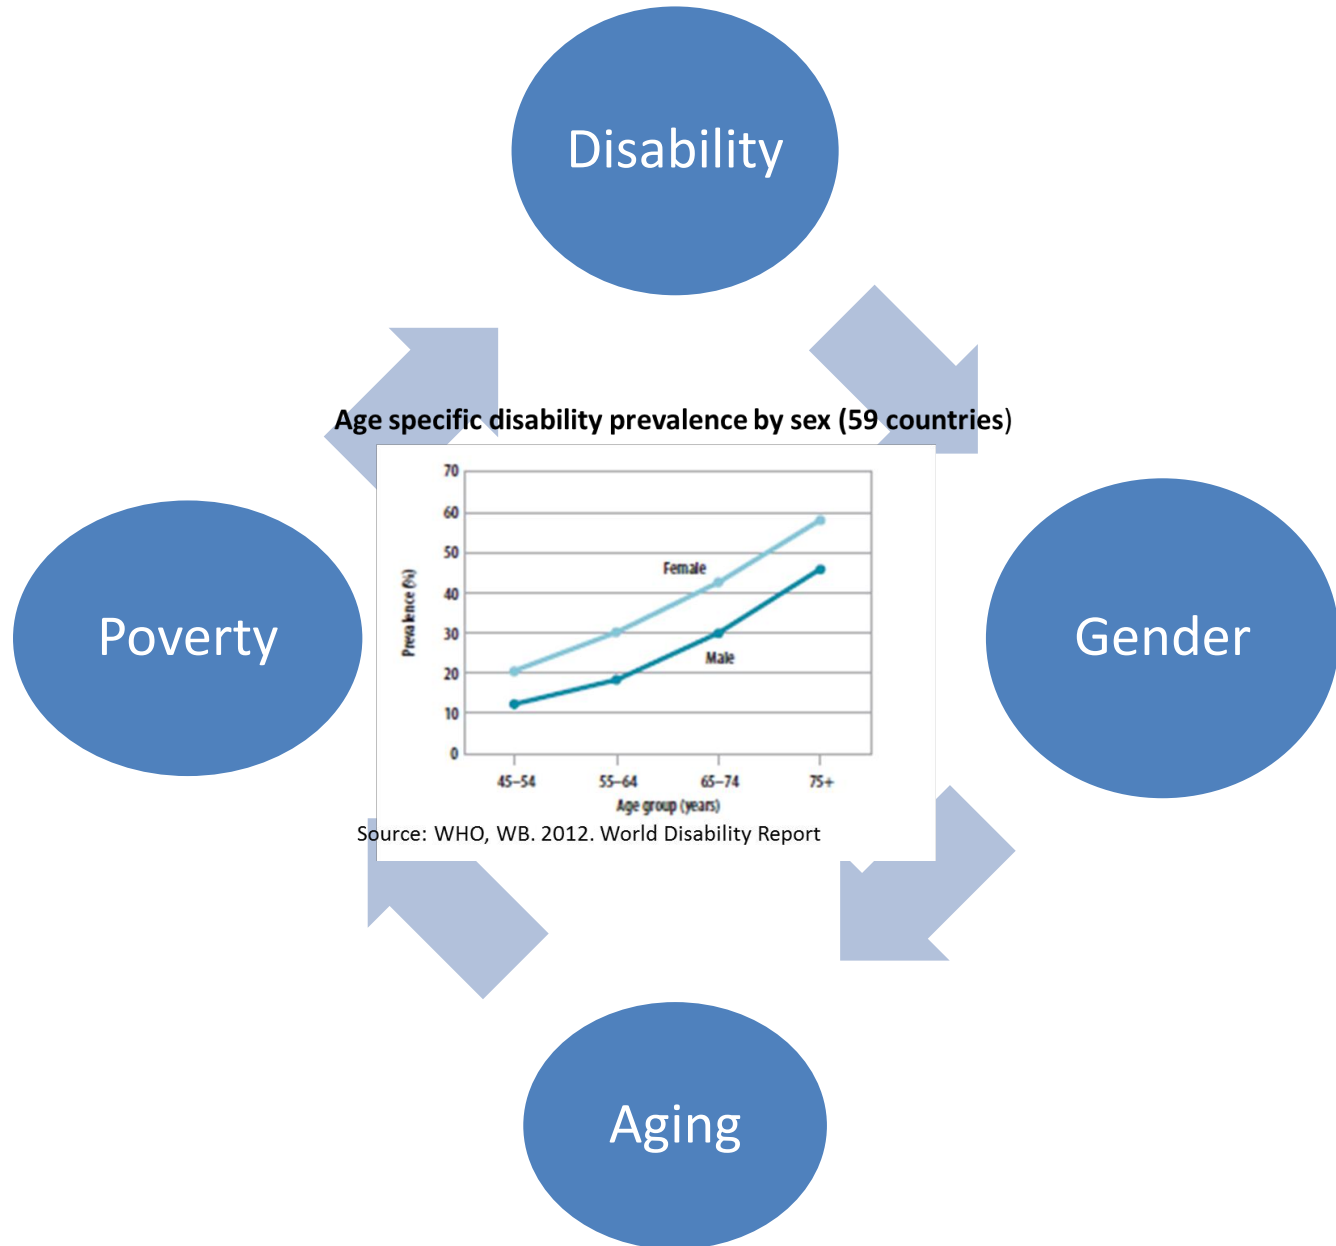 Disability
Age specific disability prevalence by sex (59 countries)
70
60
50
40
30
20
10
0
Prevalence (%)
Female
Male
45–54 55–64 65–74 75+
Age group (years)
Source: WHO, WB. 2012. World Disability Report
Poverty
Gender
Aging